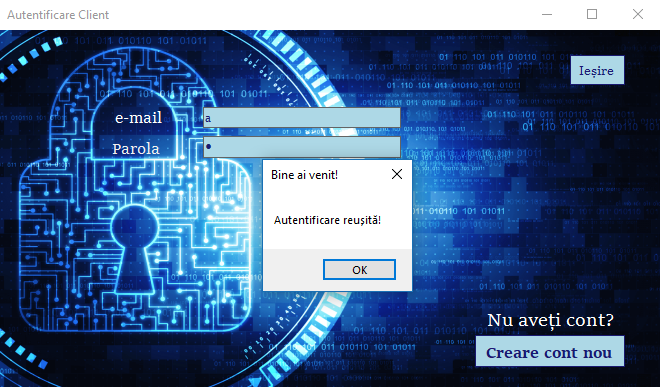 Autentificare Client
Ieșire
e-mail
a
Parola
•
Bine ai venit!
Autentificare reușită!
OK
Nu aveți cont?
Creare cont nou